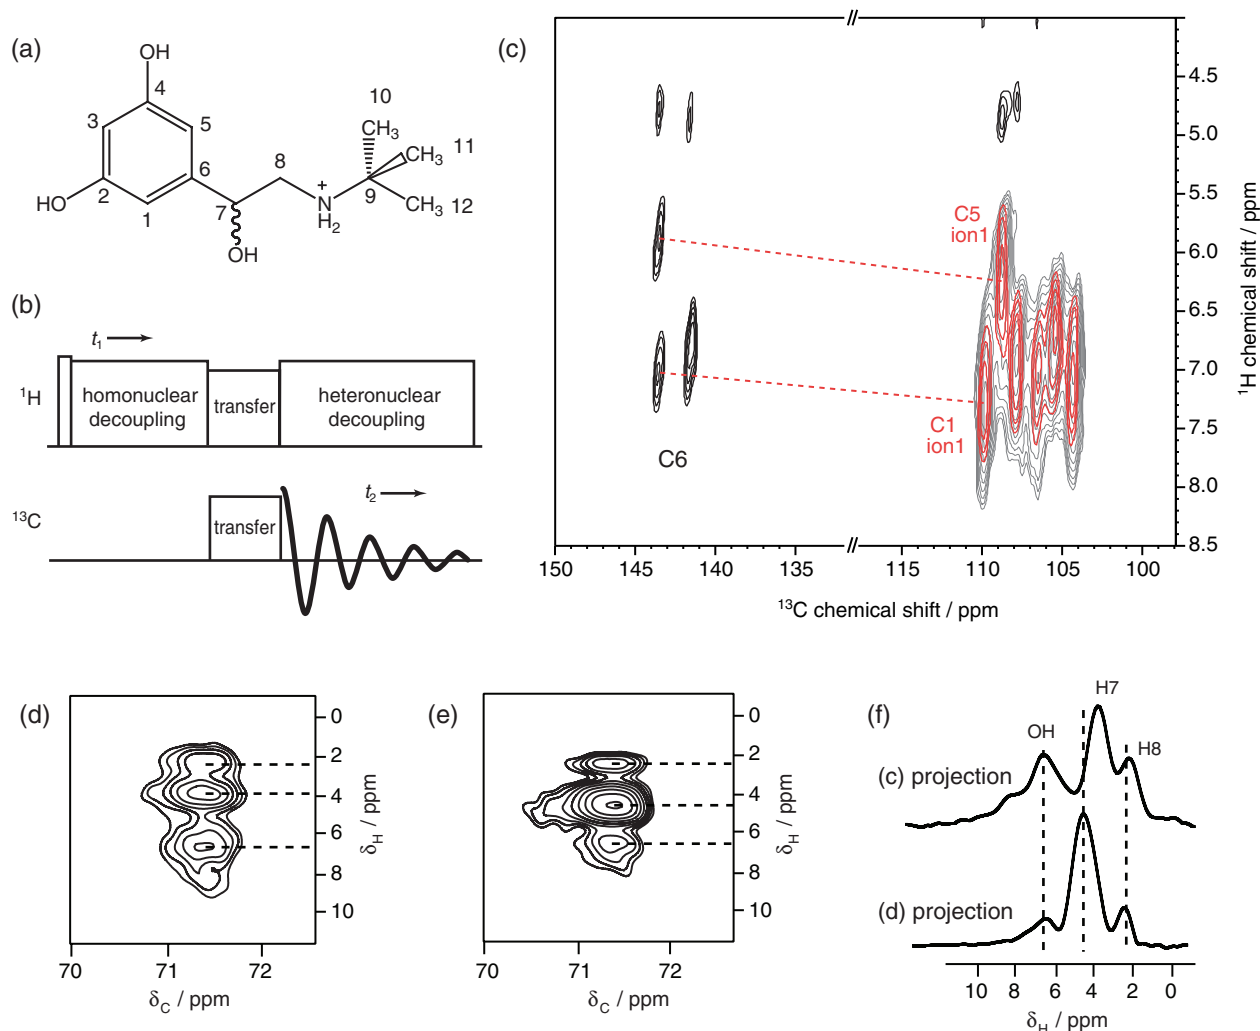 (a)
OH
4
3
5
10
CH3
CH3
11
6
8
9
+
N
H2
2
HO
1
7
OH
CH3
12
(b)
t1
1H
homonuclear
decoupling
transfer
heteronuclear
decoupling
t2
13C
transfer
(c)
//
C5
ion1
C1
ion1
C6
4.5
5.0
5.5
6.0
6.5
7.0
7.5
8.0
8.5
1H chemical shift / ppm
//
150
145
140
135
115
110
105
100
13C chemical shift / ppm
(d)
0
2
4
6
8
10
δH / ppm
70
71
72
δC / ppm
(e)
0
2
4
6
8
10
δH / ppm
70
71
72
δC / ppm
(f)
H7
OH
H8
(c) projection
(d) projection
10
8
6
4
2
0
δH / ppm